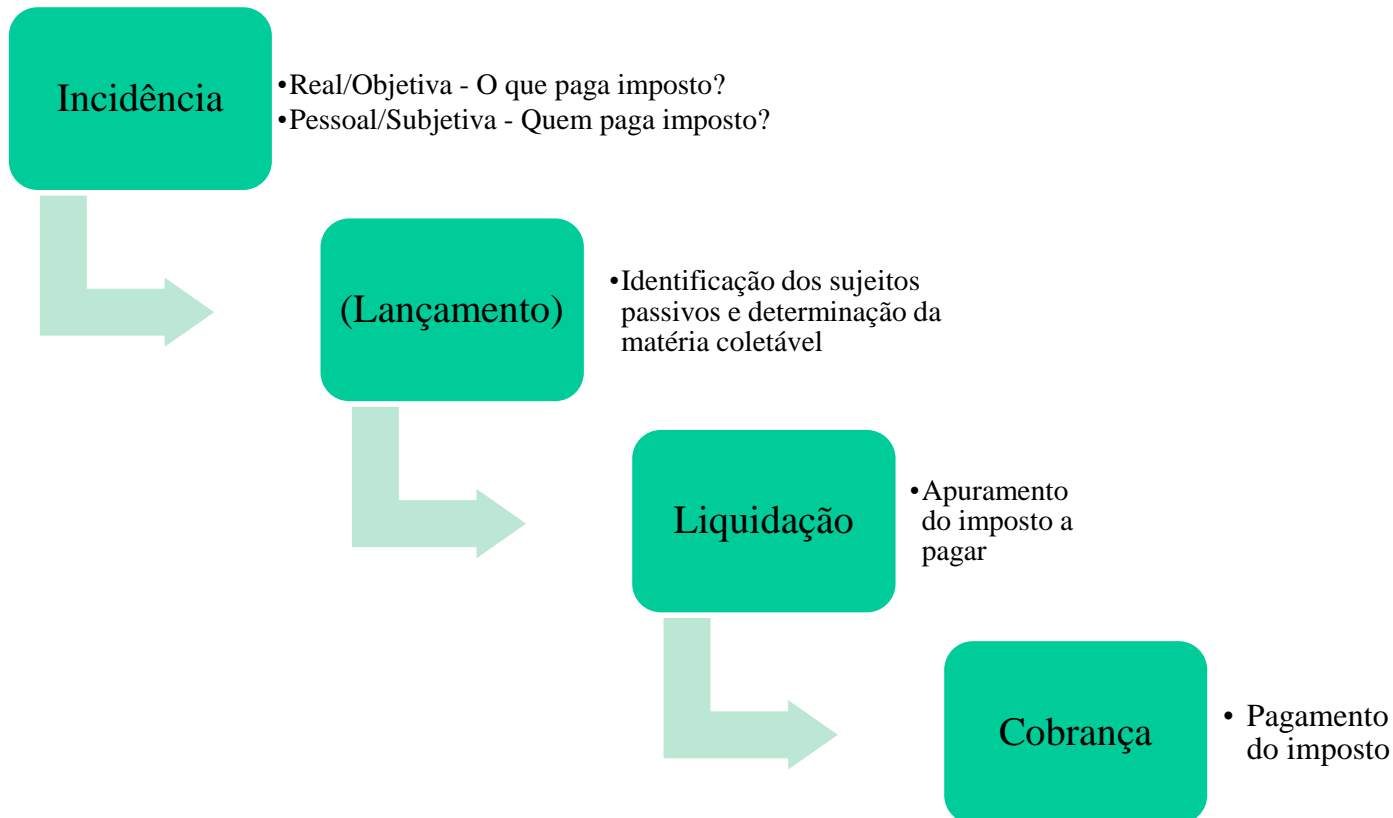 Incidência
•Real/Objetiva - O que paga imposto?
•Pessoal/Subjetiva - Quem paga imposto?
(Lançamento)
•Identificação dos sujeitos
passivos e determinação da
matéria coletável
Liquidação
•Apuramento
do imposto a
pagar
Cobrança
• Pagamento
do imposto